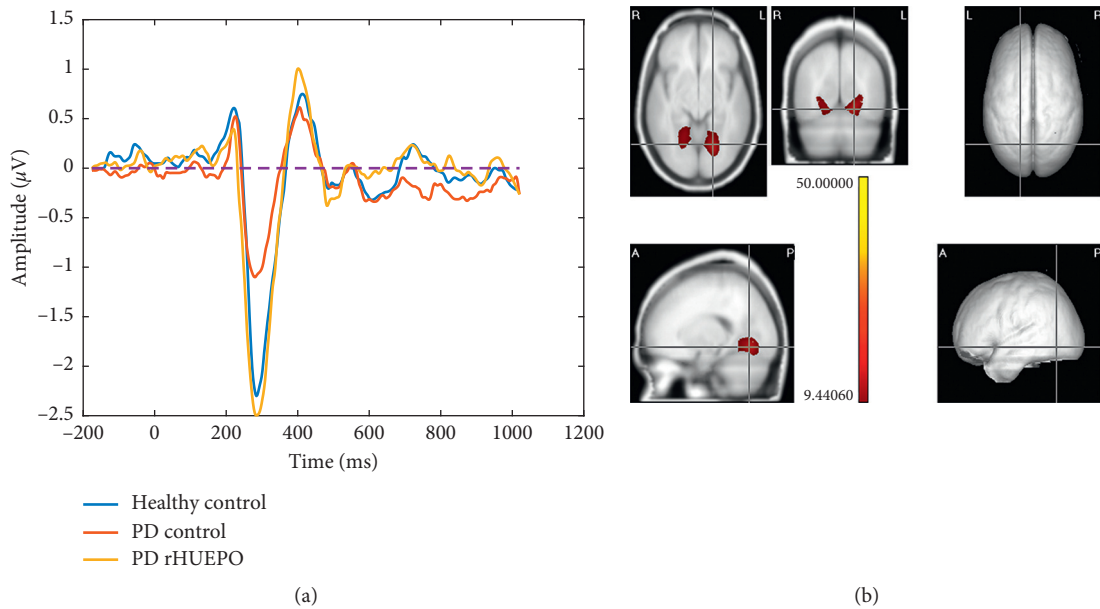 1.5
1
0.5
0
−0.5
−1
−1.5
−2
−2.5
Amplitude (μV)
−200 0 200 400 600 800 1000 1200
Time (ms)
Healthy control
PD control
PD rHUEPO
(a)
R L
R L
L P
50.00000
A P
A P
9.44060
(b)